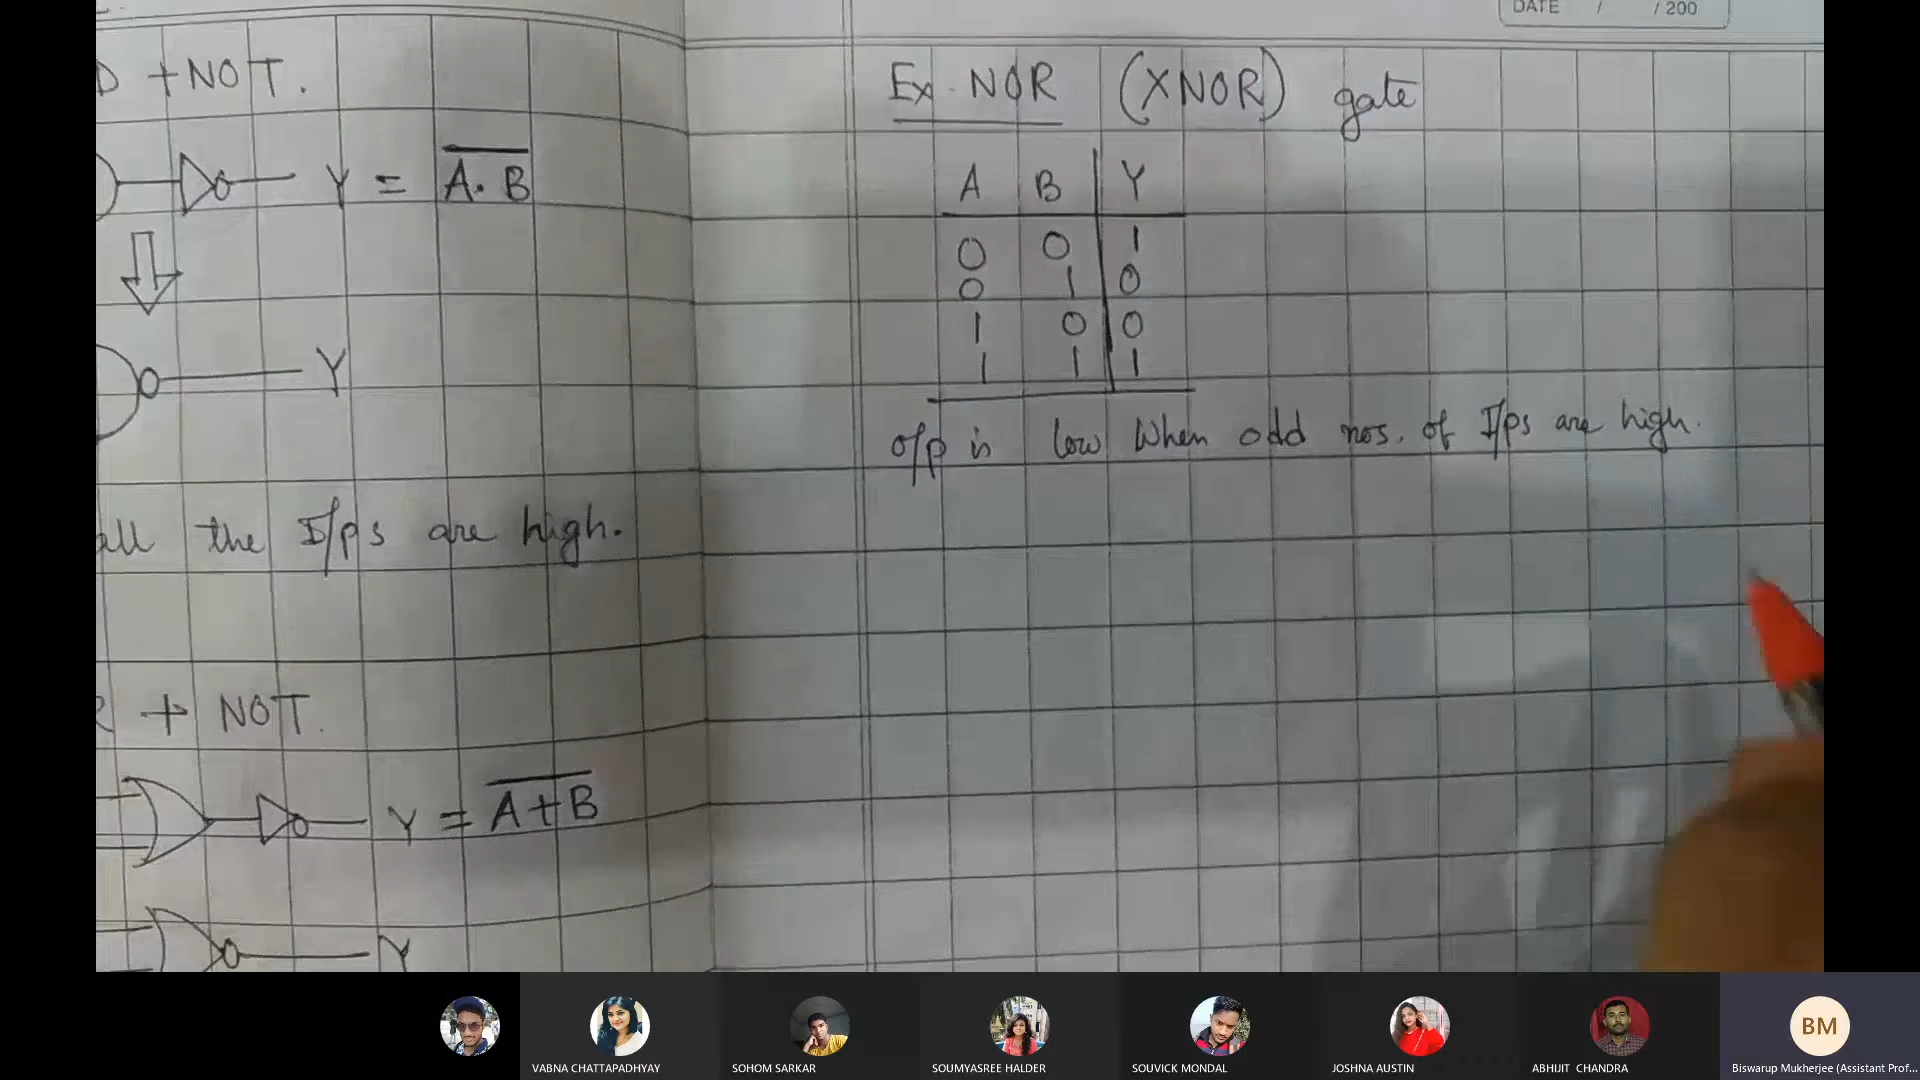 D + NOT.
Y = A. B
Y
all the I/ps are high.
+ NOT.
Y = A+B
Y
DATE / / 200
Ex. NOR (XNOR) gate
A B Y
0 0 1
0 1 0
1 0 0
1 1 1
o/p is low When odd nos. of I/ps are high.
VABNA CHATTAPADHYAY
SOHOM SARKAR
SOUMYASREE HALDER
SOUVICK MONDAL
JOSHNA AUSTIN
ABHIJIT CHANDRA
BM
Biswarup Mukherjee (Assistant Prof...